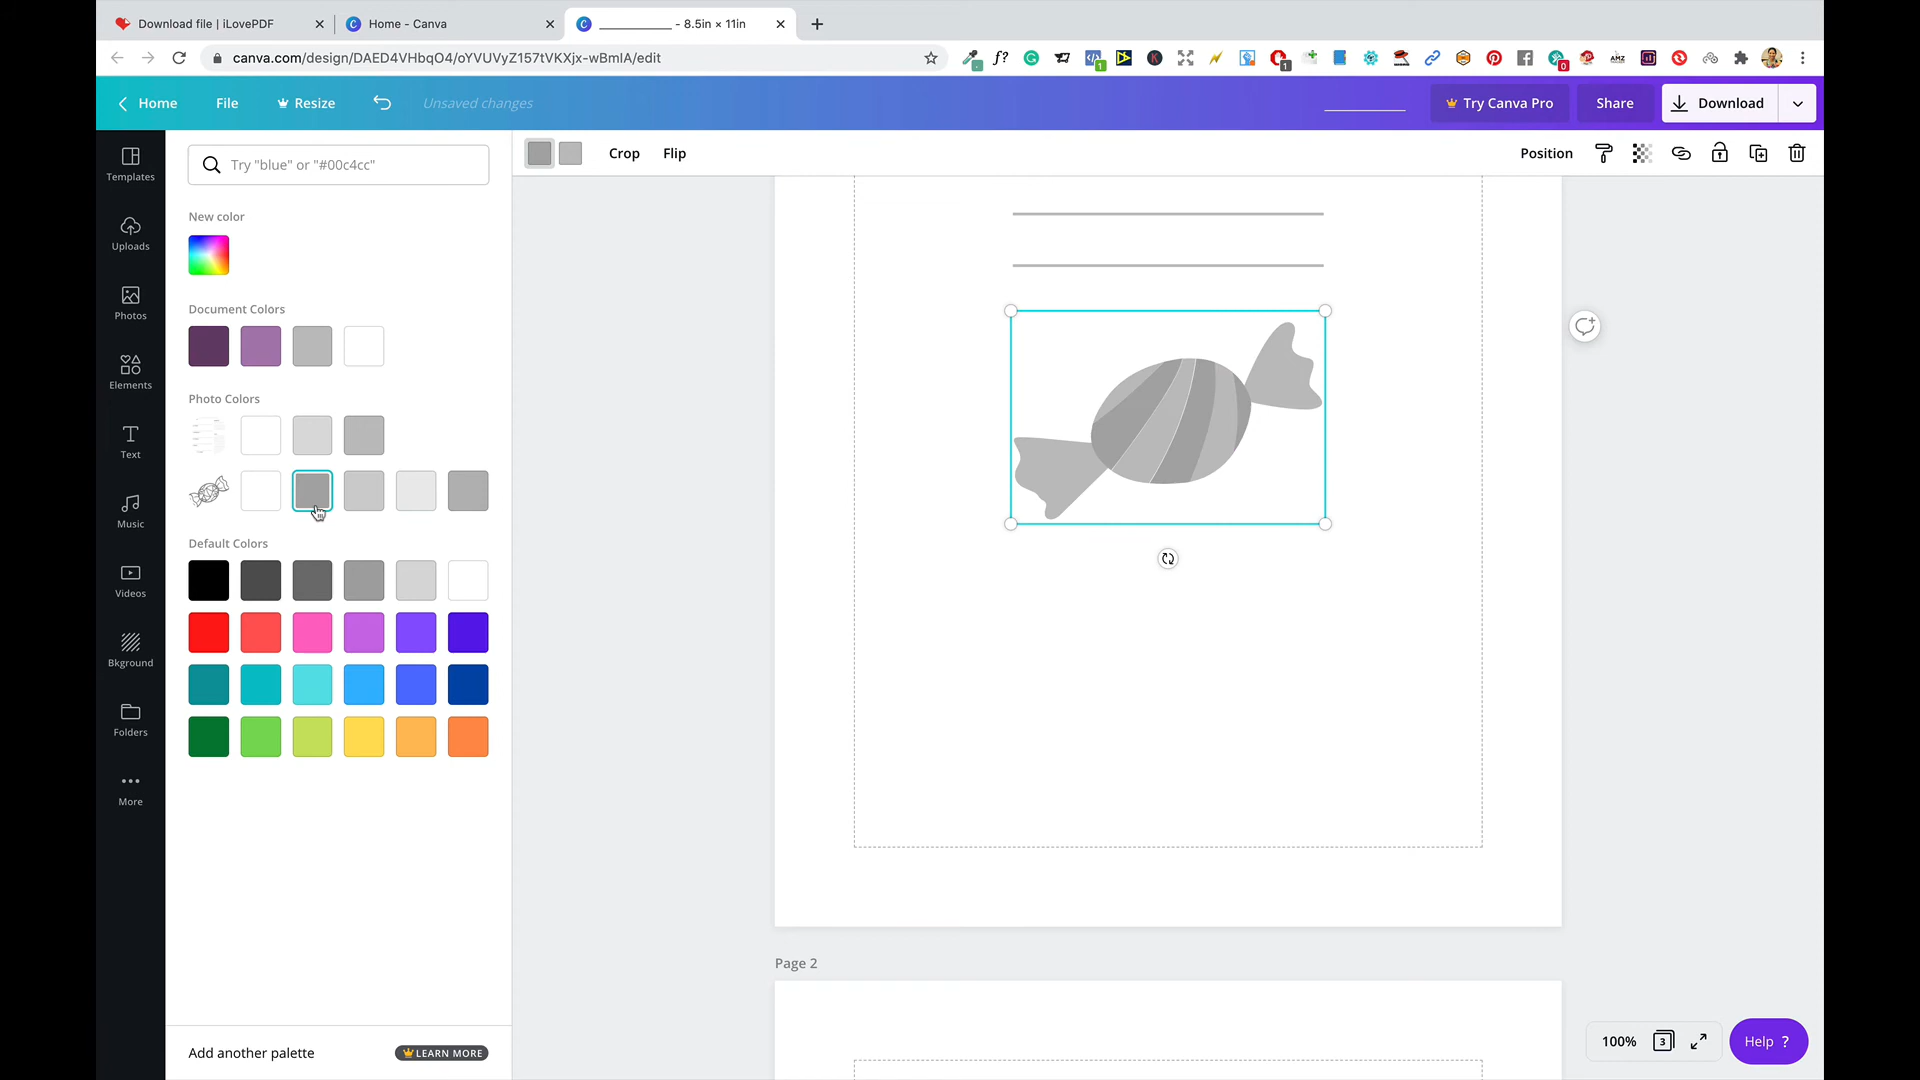 Download file | iLovePDF
Home - Canva
__________ - 8.5in × 11in
canva.com/design/DAED4VHbqO4/oYVUVyZ157tVKXjx-wBmIA/edit
Home
File
Resize
Unsaved changes
Try Canva Pro
Share
Download
Templates
Uploads
Photos
Elements
Text
Music
Videos
Bkground
Folders
More
Try "blue" or "#00c4cc"
New color
Document Colors
Photo Colors
Default Colors
Add another palette
LEARN MORE
Crop
Flip
Position
Page 2
100%
3
Help ?